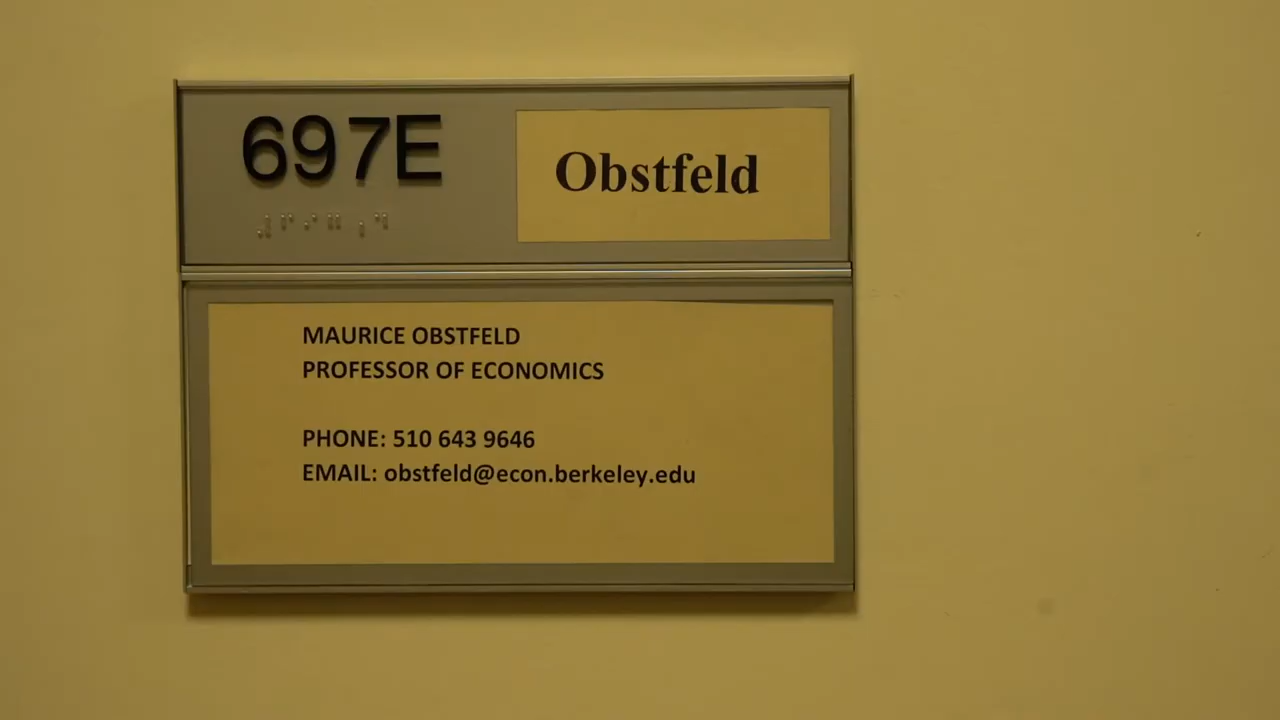 697E
Obstfeld
MAURICE OBSTFELD
PROFESSOR OF ECONOMICS
PHONE: 510 643 9646
EMAIL: obstfeld@econ.berkeley.edu